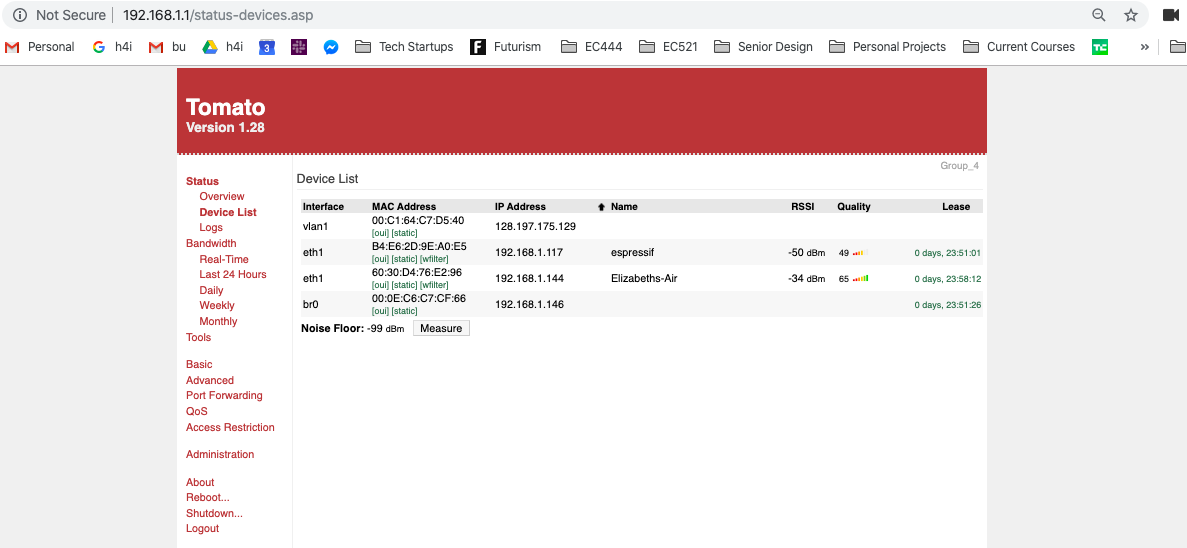 Not Secure 192.168.1.1/status-devices.asp
Personal h4i bu h4i 3 Tech Startups F Futurism EC444 EC521 Senior Design Personal Projects Current Courses TC »
Tomato
Version 1.28
Group_4
Status
Overview
Device List
Logs
Bandwidth
Real-Time
Last 24 Hours
Daily
Weekly
Monthly
Tools
Basic
Advanced
Port Forwarding
QoS
Access Restriction
Administration
About
Reboot...
Shutdown...
Logout
Device List
Interface MAC Address IP Address Name RSSI Quality Lease
vlan1 00:C1:64:C7:D5:40 128.197.175.129
[oui] [static]
eth1 B4:E6:2D:9E:A0:E5 192.168.1.117 espressif -50 dBm 49 0 days, 23:51:01
[oui] [static] [wfilter]
eth1 60:30:D4:76:E2:96 192.168.1.144 Elizabeths-Air -34 dBm 65 0 days, 23:58:12
[oui] [static] [wfilter]
br0 00:0E:C6:C7:CF:66 192.168.1.146 0 days, 23:51:26
[oui] [static]
Noise Floor: -99 dBm Measure